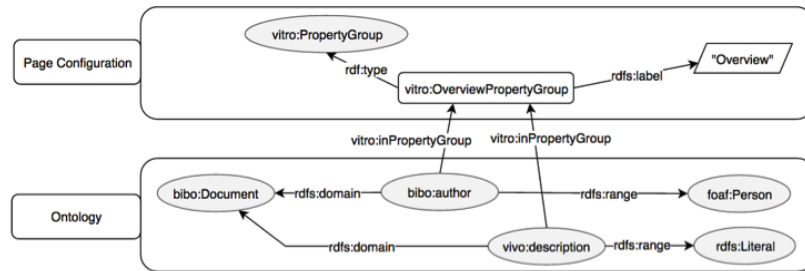 vitro:PropertyGroup
Page Configuration
rdf:type
rdfs:label
"Overview"
vitro:OverviewPropertyGroup
vitro:inPropertyGroup
vitro:inPropertyGroup
bibo:Document
rdfs:domain
bibo:author
rdfs:range
foaf:Person
Ontology
rdfs:domain
vivo:description
rdfs:range
rdfs:Literal